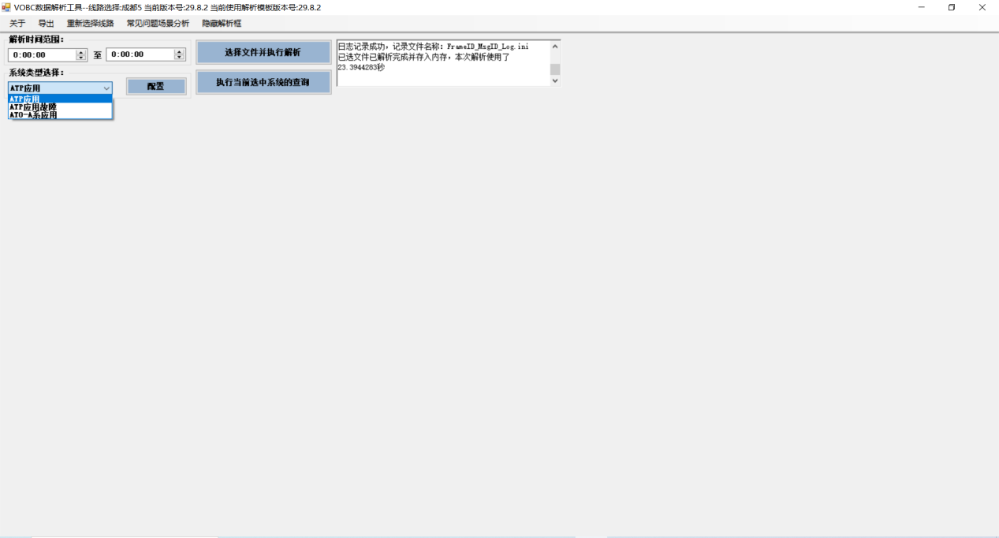 VOBC数据解析工具--线路选择:成都5 当前版本号:29.8.2 当前使用解析模板版本号:29.8.2
关于 导出 重新选择线路 常见问题场景分析 隐藏解析框
解析时间范围:
0:00:00 至 0:00:00
选择文件并执行解析
日志记录成功，记录文件名称: FrameID_MsgID_Log.ini
已选文件已解析完成并存入内存，本次解析使用了
23.3944283秒
系统类型选择:
ATP应用
配置
执行当前选中系统的查询
ATP应用
ATP应用故障
ATO-A系应用